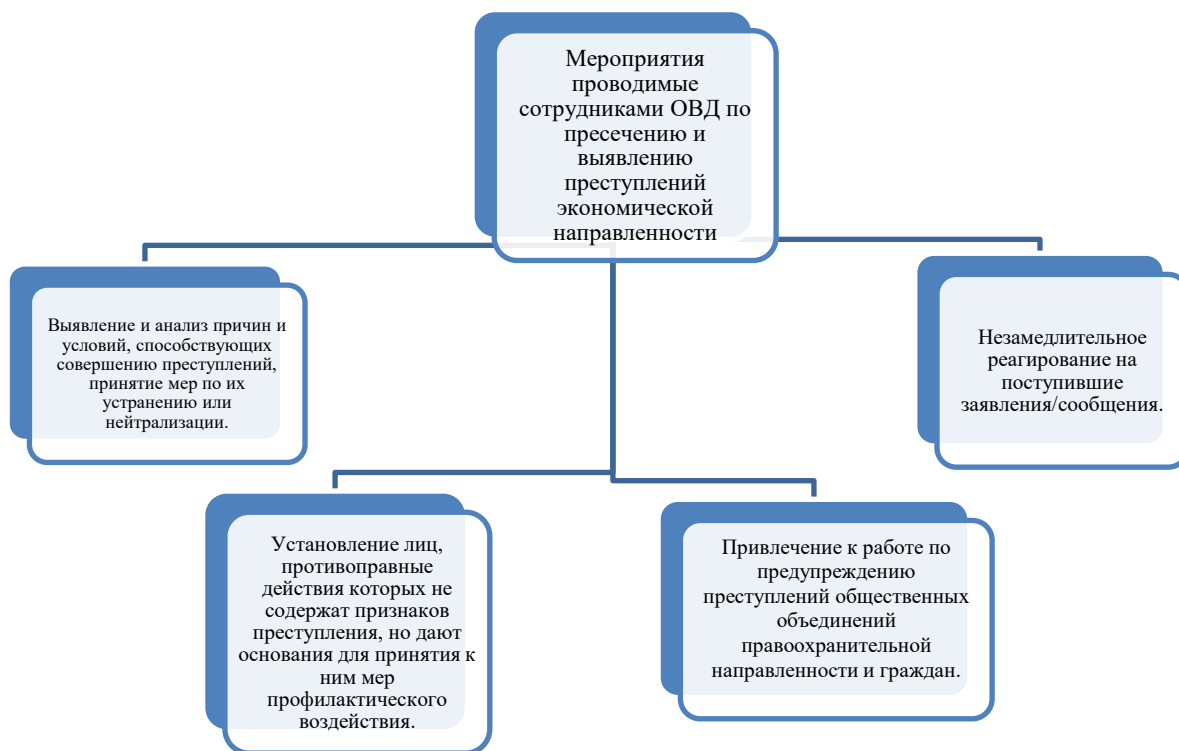 Мероприятия
проводимые
сотрудниками ОВД по
пресечению и
выявлению
преступлений
экономической
направленности
Выявление и анализ причин и
условий, способствующих
совершению преступлений,
принятие мер по их
устранению или
нейтрализации.
Незамедлительное
реагирование на
поступившие
заявления/сообщения.
Установление лиц,
противоправные
действия которых не
содержат признаков
преступления, но дают
основания для принятия к
ним мер
профилактического
воздействия.
Привлечение к работе по
предупреждению
преступлений общественных
объединений
правоохранительной
направленности и граждан.